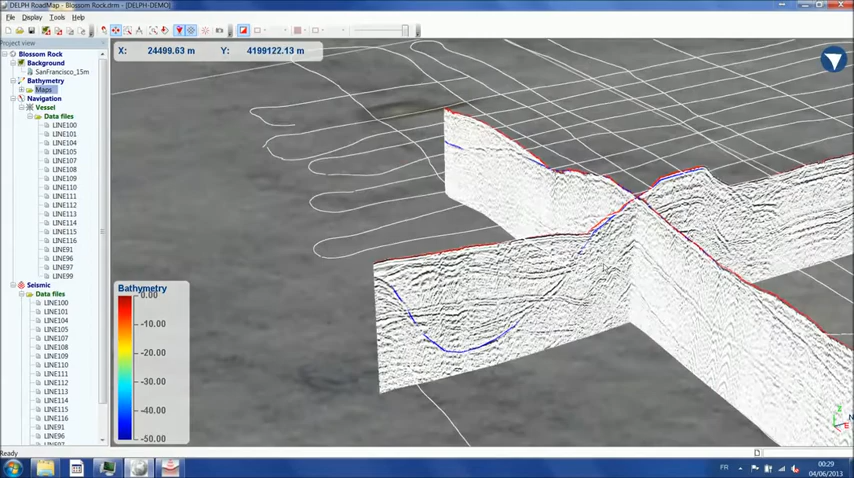 DELPH RoadMap - Blossom Rock.drm - [DELPH-DEMO]
File Display Tools Help
Project view
Blossom Rock
Background
SanFrancisco_15m
Bathymetry
Maps
Navigation
Vessel
Data files
LINE100
LINE101
LINE104
LINE105
LINE107
LINE108
LINE109
LINE110
LINE111
LINE112
LINE113
LINE114
LINE115
LINE116
LINE91
LINE96
LINE97
LINE99
Seismic
Data files
LINE100
LINE101
LINE104
LINE105
LINE107
LINE108
LINE109
LINE110
LINE111
LINE112
LINE113
LINE114
LINE115
LINE116
LINE91
LINE96
X: 24499.63 m Y: 4199122.13 m
Bathymetry
0.00
-10.00
-20.00
-30.00
-40.00
-50.00
Z
N
E
Ready
FR
00:29
04/06/2013